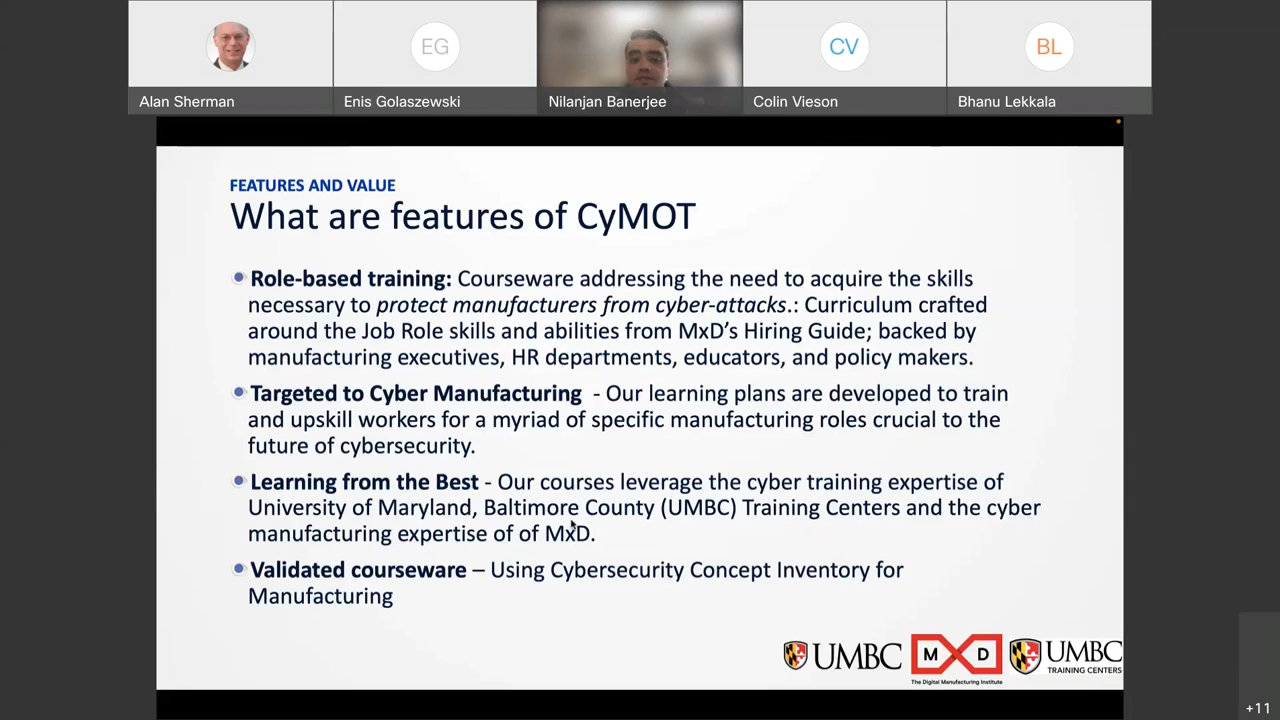 EG
CV
BL
Alan Sherman
Enis Golaszewski
Nilanjan Banerjee
Colin Vieson
Bhanu Lekkala
FEATURES AND VALUE
What are features of CyMOT
Role-based training: Courseware addressing the need to acquire the skills
necessary to protect manufacturers from cyber-attacks.: Curriculum crafted
around the Job Role skills and abilities from MxD's Hiring Guide; backed by
manufacturing executives, HR departments, educators, and policy makers.
Targeted to Cyber Manufacturing - Our learning plans are developed to train
and upskill workers for a myriad of specific manufacturing roles crucial to the
future of cybersecurity.
Learning from the Best - Our courses leverage the cyber training expertise of
University of Maryland, Baltimore County (UMBC) Training Centers and the cyber
manufacturing expertise of of MxD.
Validated courseware – Using Cybersecurity Concept Inventory for
Manufacturing
UMBC
M D
The Digital Manufacturing Institute
UMBC
TRAINING CENTERS
+11